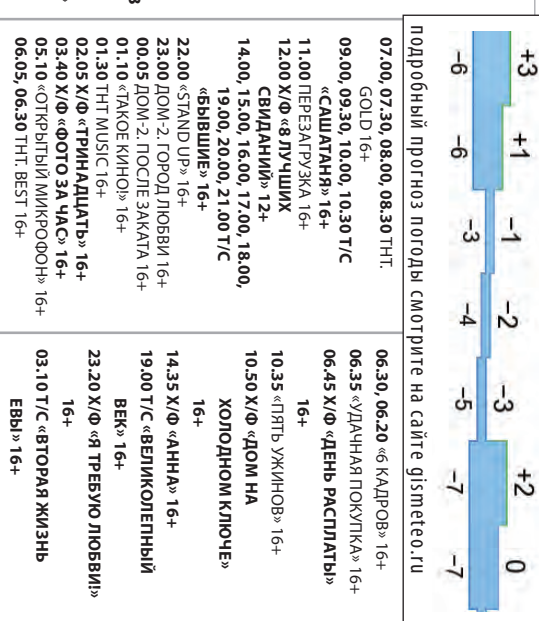 +3 +1 −1 −2 −3 +2 0
−6 −6 −3 −4 −5 −7 −7
подробный прогноз погоды смотрите на сайте gismeteo.ru
07.00, 07.30, 08.00, 08.30 ТНТ.
GOLD 16+
09.00, 09.30, 10.00, 10.30 Т/С
«САШАТАНЯ» 16+
11.00 ПЕРЕЗАГРУЗКА 16+
12.00 Х/Ф «8 ЛУЧШИХ
СВИДАНИЙ» 12+
14.00, 15.00, 16.00, 17.00, 18.00,
19.00, 20.00, 21.00 Т/С
«БЫВШИЕ» 16+
22.00 «STAND UP» 16+
23.00 ДОМ-2. ГОРОД ЛЮБВИ 16+
00.05 ДОМ-2. ПОСЛЕ ЗАКАТА 16+
01.10 «ТАКОЕ КИНО!» 16+
01.30 ТНТ MUSIC 16+
02.05 Х/Ф «ТРИНАДЦАТЬ» 16+
03.40 Х/Ф «ФОТО ЗА ЧАС» 16+
05.10 «ОТКРЫТЫЙ МИКРОФОН» 16+
06.05, 06.30 ТНТ. BEST 16+
06.30, 06.20 «6 КАДРОВ» 16+
06.35 «УДАЧНАЯ ПОКУПКА» 16+
06.45 Х/Ф «ДЕНЬ РАСПЛАТЫ»
16+
10.35 «ПЯТЬ УЖИНОВ» 16+
10.50 Х/Ф «ДОМ НА
ХОЛОДНОМ КЛЮЧЕ»
16+
14.35 Х/Ф «АННА» 16+
19.00 Т/С «ВЕЛИКОЛЕПНЫЙ
ВЕК» 16+
23.20 Х/Ф «Я ТРЕБУЮ ЛЮБВИ!»
16+
03.10 Т/С «ВТОРАЯ ЖИЗНЬ
ЕВЫ» 16+